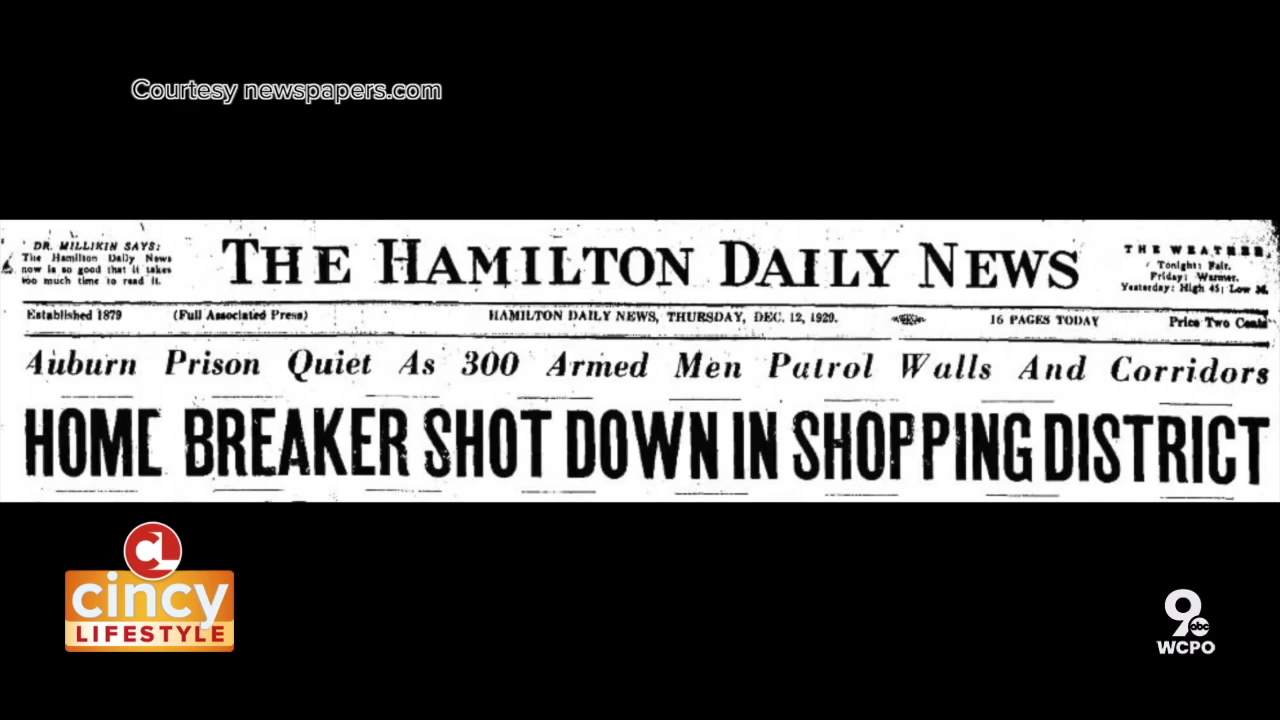 Courtesy newspapers.com
DR. MILLIKIN SAYS:
The Hamilton Daily News
now is so good that it takes
too much time to read it.
THE HAMILTON DAILY NEWS
THE WEATHER
Tonight: Fair.
Friday: Warmer.
Yesterday: High 45; Low
Established 1879
(Full Associated Press)
HAMILTON DAILY NEWS, THURSDAY, DEC. 12, 1929.
16 PAGES TODAY
Price Two Cents
Auburn Prison Quiet As 300 Armed Men Patrol Walls And Corridors
HOME BREAKER SHOT DOWN IN SHOPPING DISTRICT
CL
cincy
LIFESTYLE
9
abc
WCPO